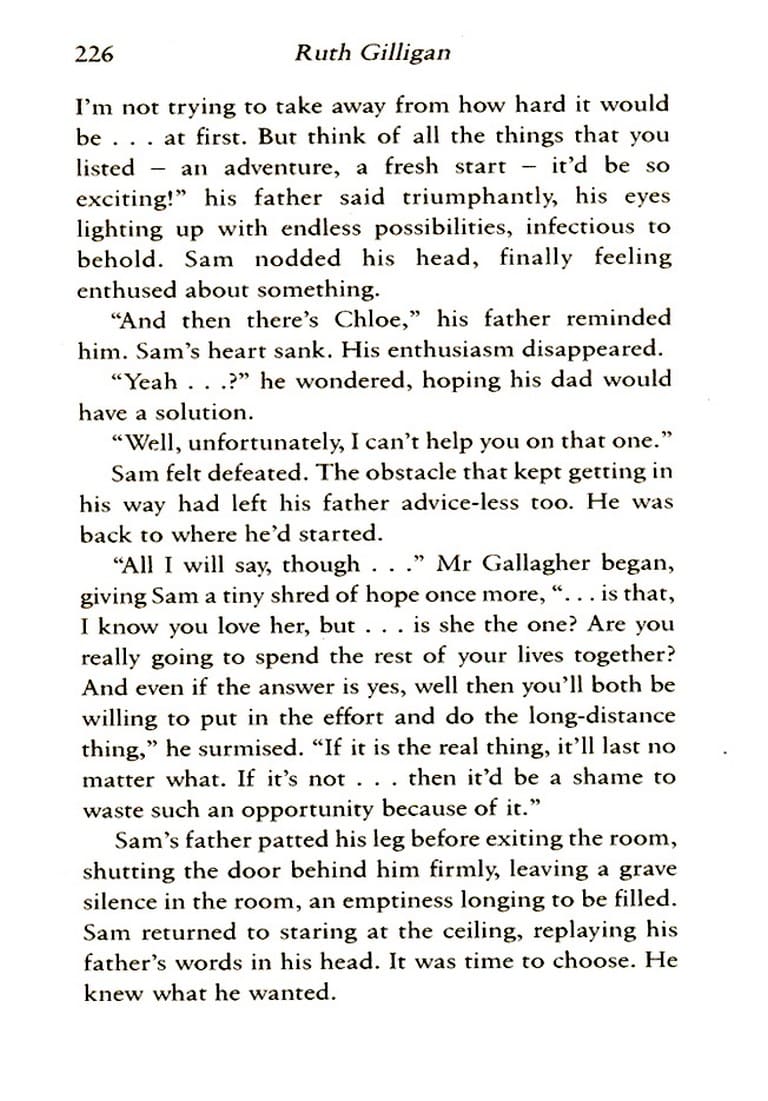 226 Ruth Gilligan
I'm not trying to take away from how hard it would
be . . . at first. But think of all the things that you
listed – an adventure, a fresh start – it'd be so
exciting!” his father said triumphantly, his eyes
lighting up with endless possibilities, infectious to
behold. Sam nodded his head, finally feeling
enthused about something.
“And then there's Chloe,” his father reminded
him. Sam's heart sank. His enthusiasm disappeared.
“Yeah . . .?” he wondered, hoping his dad would
have a solution.
“Well, unfortunately, I can't help you on that one.”
Sam felt defeated. The obstacle that kept getting in
his way had left his father advice-less too. He was
back to where he'd started.
“All I will say, though . . .” Mr Gallagher began,
giving Sam a tiny shred of hope once more, “. . . is that,
I know you love her, but . . . is she the one? Are you
really going to spend the rest of your lives together?
And even if the answer is yes, well then you'll both be
willing to put in the effort and do the long-distance
thing,” he surmised. “If it is the real thing, it'll last no
matter what. If it's not . . . then it'd be a shame to
waste such an opportunity because of it.”
Sam's father patted his leg before exiting the room,
shutting the door behind him firmly, leaving a grave
silence in the room, an emptiness longing to be filled.
Sam returned to staring at the ceiling, replaying his
father's words in his head. It was time to choose. He
knew what he wanted.